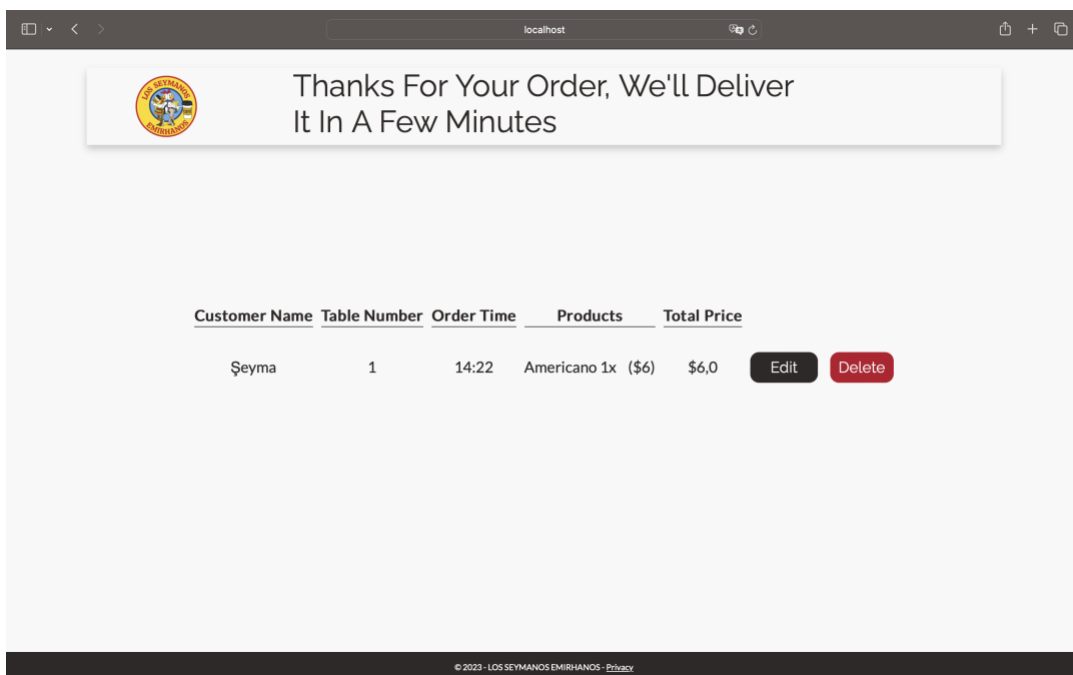 localhost
LOS SEYMANOS
EMIRHANOS
Thanks For Your Order, We'll Deliver
It In A Few Minutes
Customer Name Table Number Order Time Products Total Price
Şeyma 1 14:22 Americano 1x ($6) $6,0 Edit Delete
© 2023 - LOS SEYMANOS EMIRHANOS - Privacy